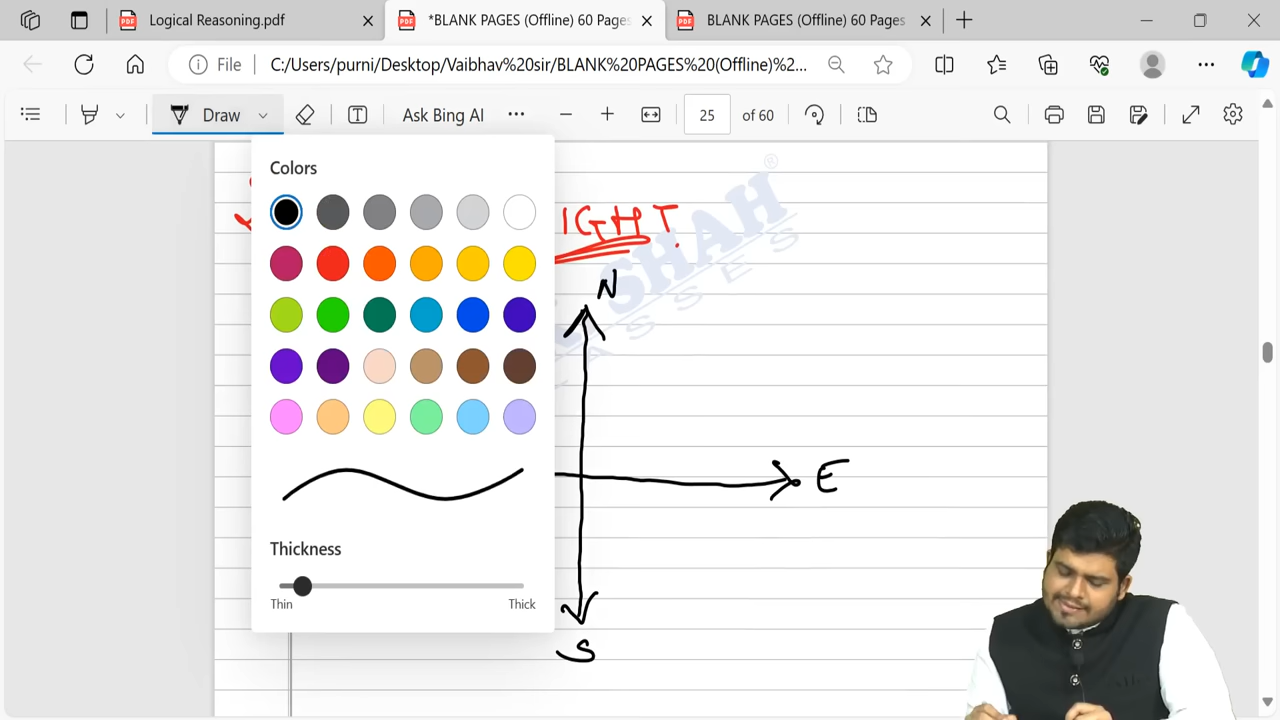 Logical Reasoning.pdf
*BLANK PAGES (Offline) 60 Pages
BLANK PAGES (Offline) 60 Pages
File
C:/Users/purni/Desktop/Vaibhav%20sir/BLANK%20PAGES%20(Offline)%2...
Draw
Ask Bing AI
25 of 60
Colors
IGHT
SHAH
®
N
E
S
Thickness
Thin
Thick